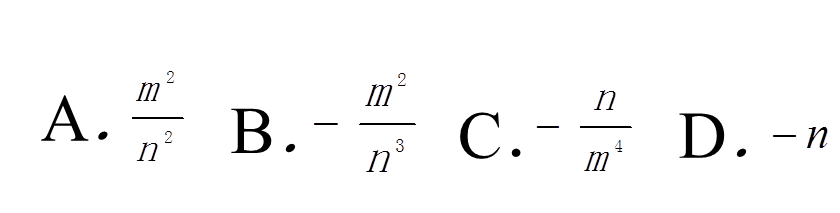 A. m²/n² B. −m²/n³ C. −n/m⁴ D. −n